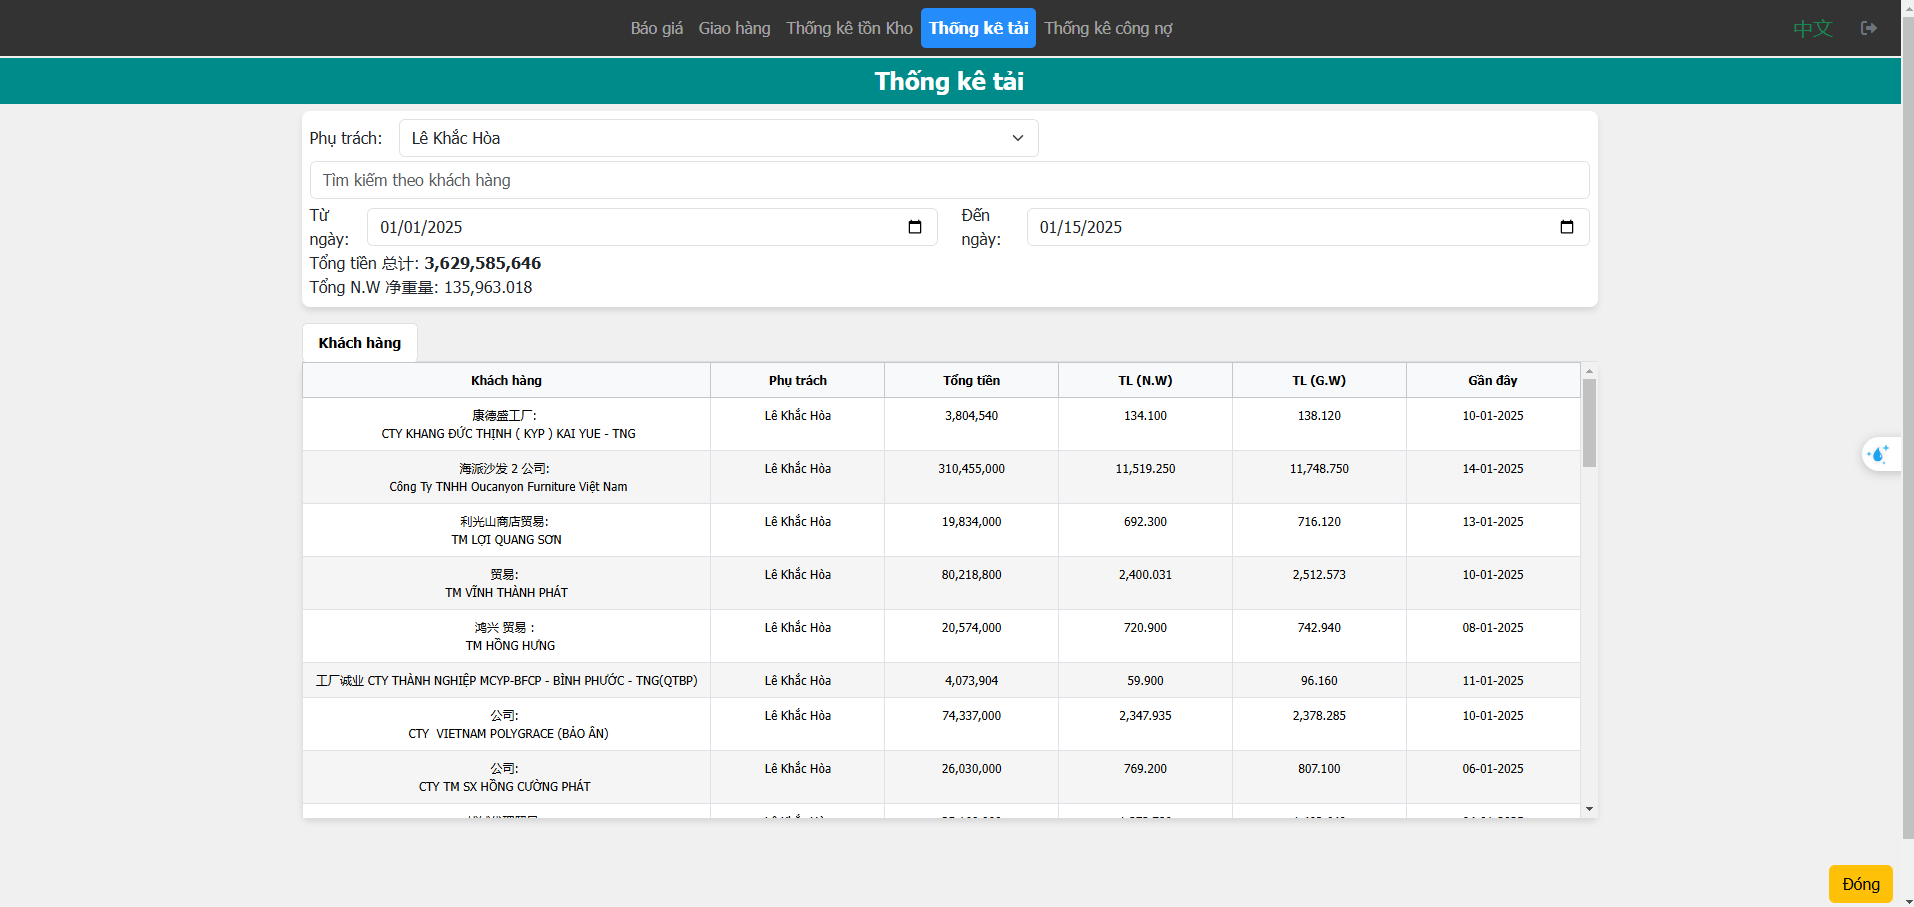 Báo giá Giao hàng Thống kê tồn Kho Thống kê tải Thống kê công nợ 中文
Thống kê tải
Phụ trách: Lê Khắc Hòa
Tìm kiếm theo khách hàng
Từ ngày: 01/01/2025 Đến ngày: 01/15/2025
Tổng tiền 总计: 3,629,585,646
Tổng N.W 净重量: 135,963.018
Khách hàng
Khách hàng Phụ trách Tổng tiền TL (N.W) TL (G.W) Gần đây
康德盛工厂: Lê Khắc Hòa 3,804,540 134.100 138.120 10-01-2025
CTY KHANG ĐỨC THỊNH ( KYP ) KAI YUE - TNG
海派沙发 2 公司: Lê Khắc Hòa 310,455,000 11,519.250 11,748.750 14-01-2025
Công Ty TNHH Oucanyon Furniture Việt Nam
利光山商店贸易: Lê Khắc Hòa 19,834,000 692.300 716.120 13-01-2025
TM LỢI QUANG SƠN
贸易: Lê Khắc Hòa 80,218,800 2,400.031 2,512.573 10-01-2025
TM VĨNH THÀNH PHÁT
鸿兴 贸易 : Lê Khắc Hòa 20,574,000 720.900 742.940 08-01-2025
TM HỒNG HƯNG
工厂诚业 CTY THÀNH NGHIỆP MCYP-BFCP - BÌNH PHƯỚC - TNG(QTBP) Lê Khắc Hòa 4,073,904 59.900 96.160 11-01-2025
公司: Lê Khắc Hòa 74,337,000 2,347.935 2,378.285 10-01-2025
CTY  VIETNAM POLYGRACE (BẢO ÂN)
公司: Lê Khắc Hòa 26,030,000 769.200 807.100 06-01-2025
CTY TM SX HỒNG CƯỜNG PHÁT
Đóng